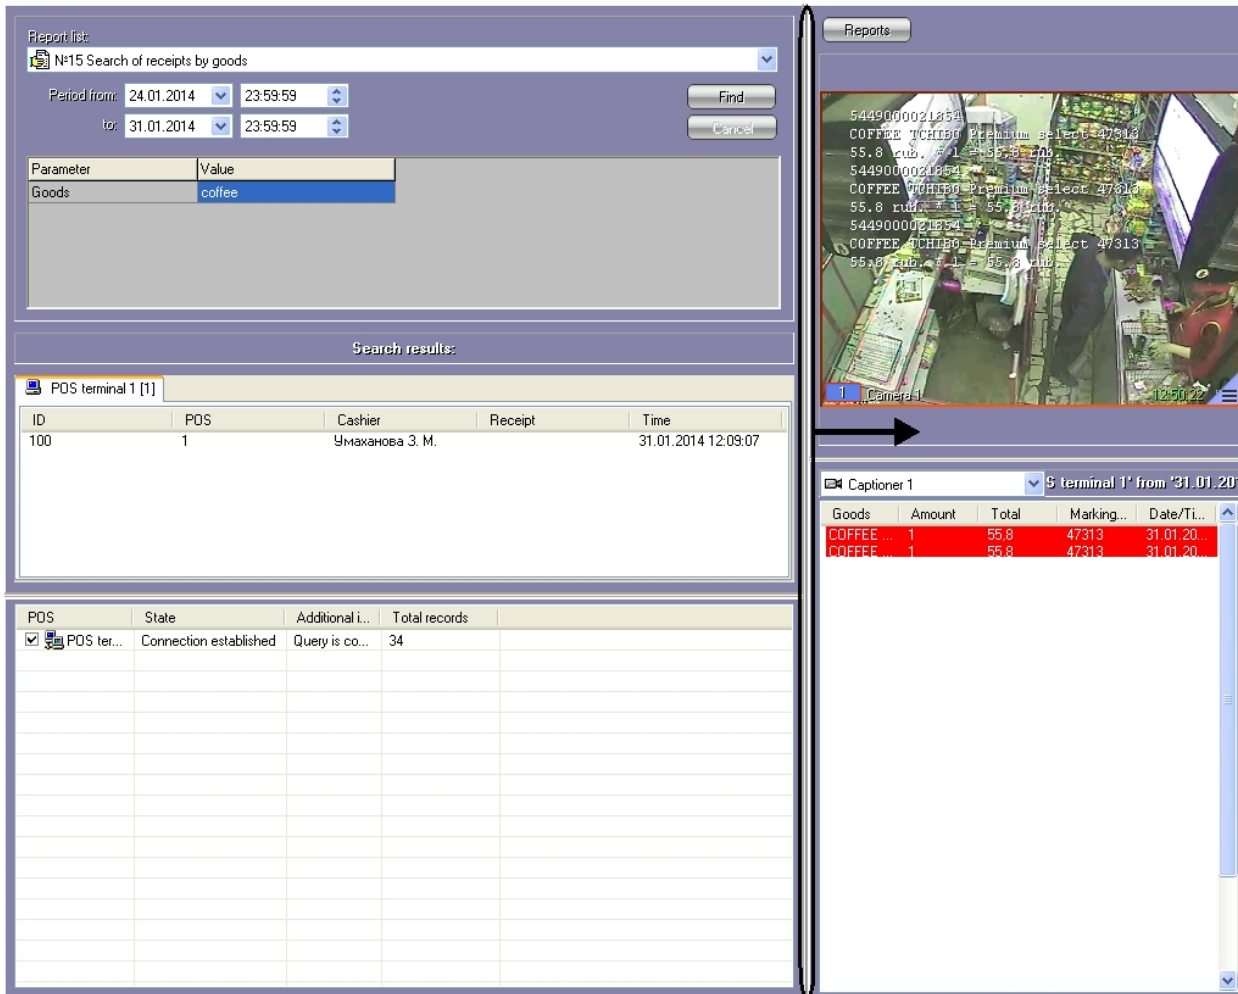 Report list:
№15 Search of receipts by goods
Period from: 24.01.2014 23:59:59
Find
to: 31.01.2014 23:59:59
Cancel
Parameter Value
Goods coffee
Search results:
POS terminal 1 [1]
ID POS Cashier Receipt Time
100 1 Умаханова З. М. 31.01.2014 12:09:07
POS State Additional i... Total records
POS ter... Connection established Query is co... 34
Reports
5449000021854
COFFEE TCHIBO Premium select 47313
55.8 rub. * 1 = 55.8 rub.
5449000021854
COFFEE TCHIBO Premium select 47313
55.8 rub. * 1 = 55.8 rub.
5449000021854
COFFEE TCHIBO Premium select 47313
55.8 rub. * 1 = 55.8 rub.
1 Camera 1 12:50:22
Captioner 1 S terminal 1' from '31.01.20
Goods Amount Total Marking... Date/Ti...
COFFEE ... 1 55,8 47313 31.01.20...
COFFEE ... 1 55,8 47313 31.01.20...